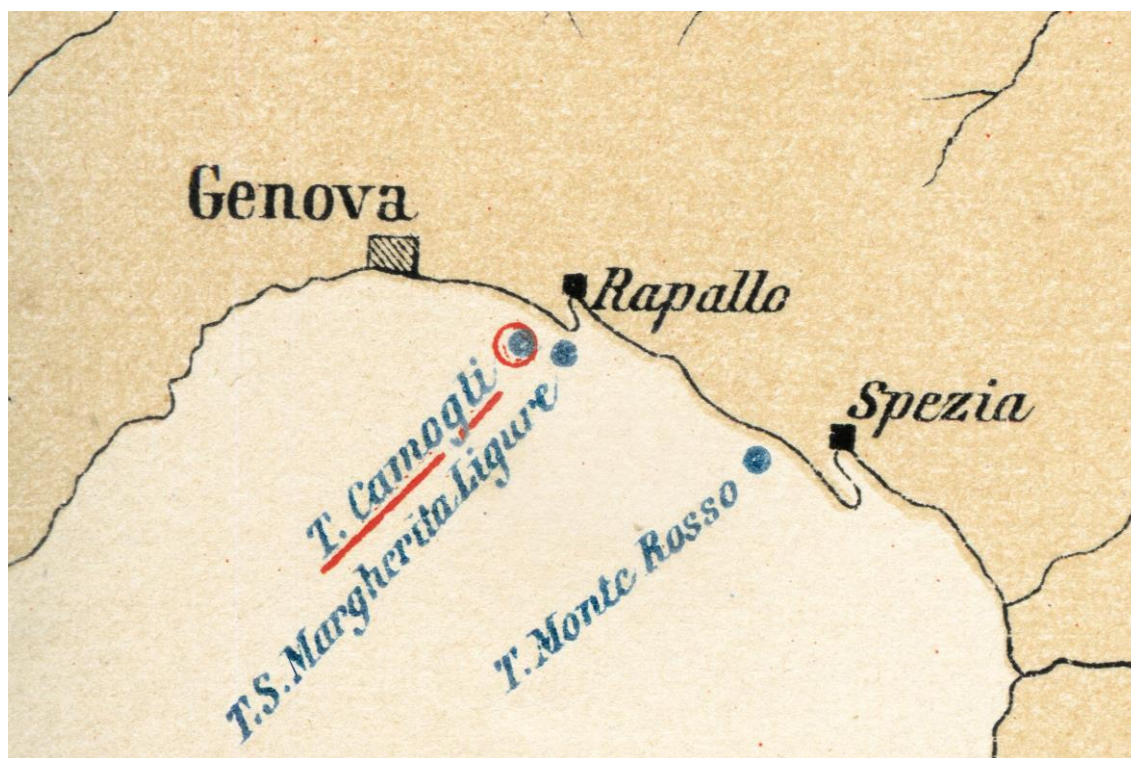 Genova
Rapallo
Spezia
T. Camogli
T.S. Margherita Ligure
T. Monte Rosso